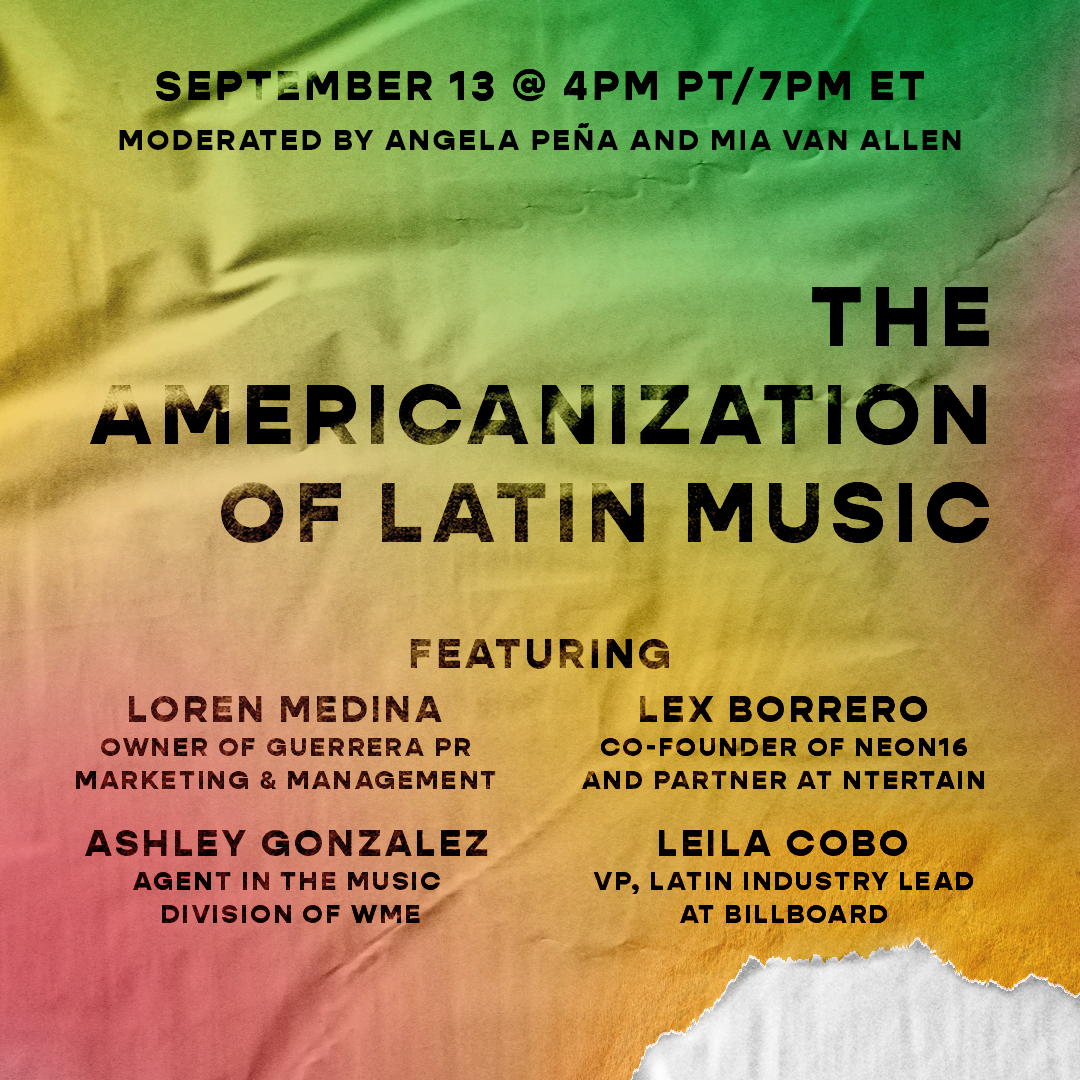 SEPTEMBER 13 @ 4PM PT/7PM ET
MODERATED BY ANGELA PEÑA AND MIA VAN ALLEN
THE
AMERICANIZATION
OF LATIN MUSIC
FEATURING
LOREN MEDINA
OWNER OF GUERRERA PR
MARKETING & MANAGEMENT
LEX BORRERO
CO-FOUNDER OF NEON16
AND PARTNER AT NTERTAIN
ASHLEY GONZALEZ
AGENT IN THE MUSIC
DIVISION OF WME
LEILA COBO
VP, LATIN INDUSTRY LEAD
AT BILLBOARD